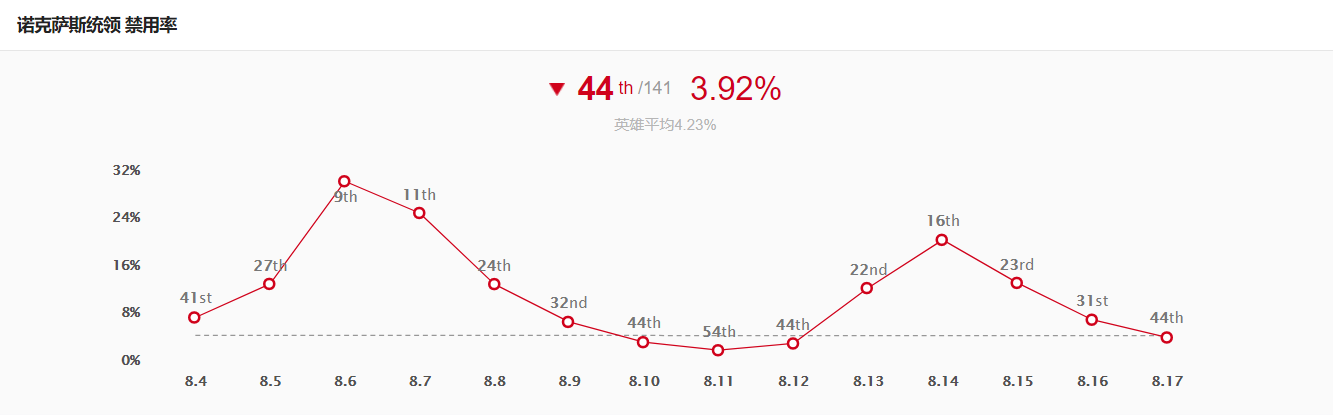 诺克萨斯统领 禁用率
▼ 44 th /141 3.92%
英雄平均4.23%
32%
24%
16%
8%
0%
41st
27th
9th
11th
24th
32nd
44th
54th
44th
22nd
16th
23rd
31st
44th
8.4 8.5 8.6 8.7 8.8 8.9 8.10 8.11 8.12 8.13 8.14 8.15 8.16 8.17